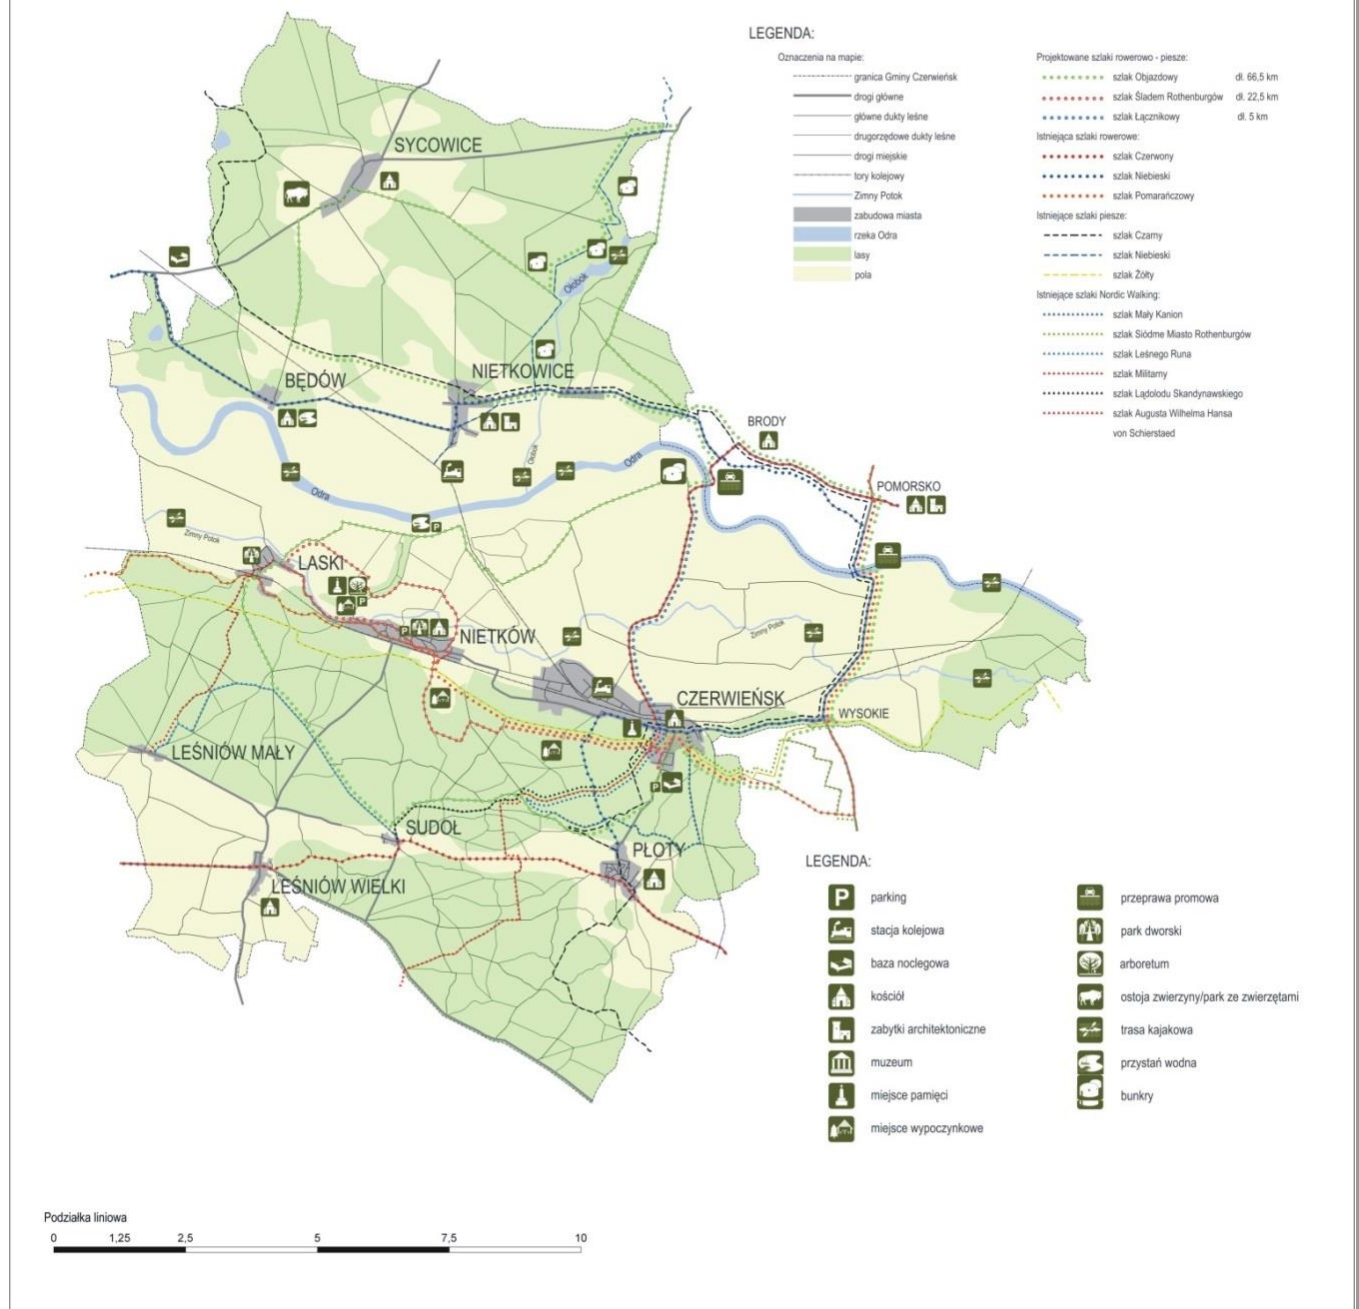 LEGENDA:
Oznaczenia na mapie:
granica Gminy Czerwieńsk
drogi główne
główne dukty leśne
drugorzędowe dukty leśne
drogi miejskie
tory kolejowy
Zimny Potok
zabudowa miasta
rzeka Odra
lasy
pola
Projektowane szlaki rowerowo - piesze:
szlak Objazdowy dł. 66,5 km
szlak Śladem Rothenburgów dł. 22,5 km
szlak Łącznikowy dł. 5 km
Istniejąca szlaki rowerowe:
szlak Czerwony
szlak Niebieski
szlak Pomarańczowy
Istniejące szlaki piesze:
szlak Czarny
szlak Niebieski
szlak Żółty
Istniejące szlaki Nordic Walking:
szlak Mały Kanion
szlak Siódme Miasto Rothenburgów
szlak Leśnego Runa
szlak Militarny
szlak Lądolodu Skandynawskiego
szlak Augusta Wilhelma Hansa
von Schierstaed
SYCOWICE
Ołobok
BĘDÓW
NIETKOWICE
BRODY
Ołobok
Odra
Odra
POMORSKO
P
Zimny Potok
LASKI
P
P
NIETKÓW
Zimny Potok
CZERWIEŃSK
WYSOKIE
LEŚNIÓW MAŁY
P
SUDOŁ
PŁOTY
LEŚNIÓW WIELKI
LEGENDA:
P parking
stacja kolejowa
baza noclegowa
kościół
zabytki architektoniczne
muzeum
miejsce pamięci
miejsce wypoczynkowe
przeprawa promowa
park dworski
arboretum
ostoja zwierzyny/park ze zwierzętami
trasa kajakowa
przystań wodna
bunkry
Podziałka liniowa
0 1,25 2,5 5 7,5 10